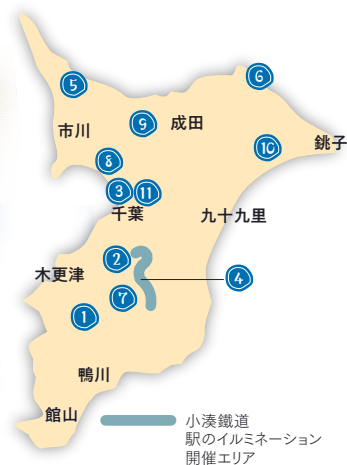 6
5
9
成田
市川
銚子
10
8
3
11
千葉
九十九里
2
木更津
4
7
1
鴨川
館山
小湊鐵道
駅のイルミネーション
開催エリア